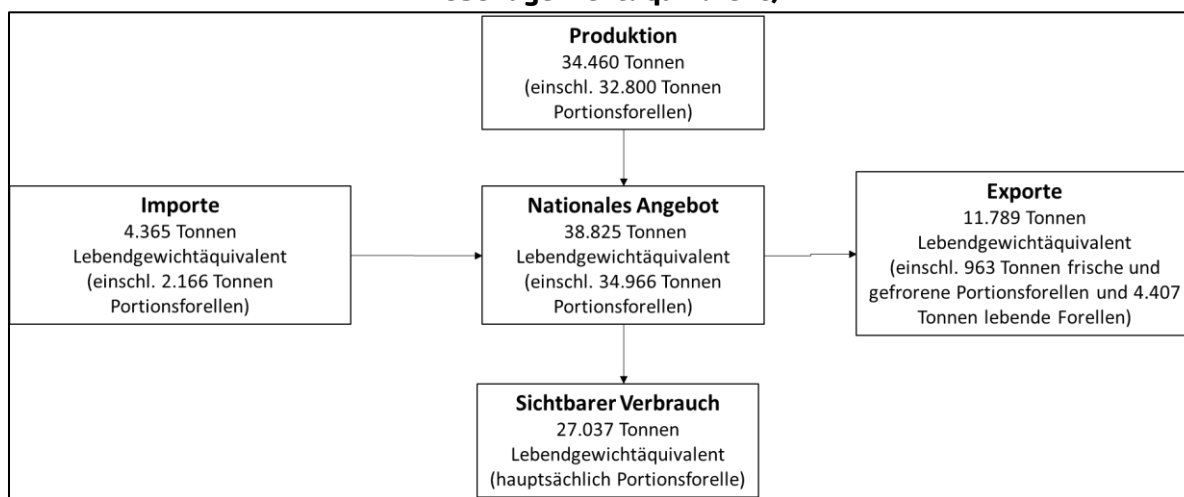 Produktion
34.460 Tonnen
(einschl. 32.800 Tonnen
Portionsforellen)
Importe
4.365 Tonnen
Lebendgewichtäquivalent
(einschl. 2.166 Tonnen
Portionsforellen)
Nationales Angebot
38.825 Tonnen
Lebendgewichtäquivalent
(einschl. 34.966 Tonnen
Portionsforellen)
Exporte
11.789 Tonnen
Lebendgewichtäquivalent
(einschl. 963 Tonnen frische und
gefrorene Portionsforellen und 4.407
Tonnen lebende Forellen)
Sichtbarer Verbrauch
27.037 Tonnen
Lebendgewichtäquivalent
(hauptsächlich Portionsforelle)